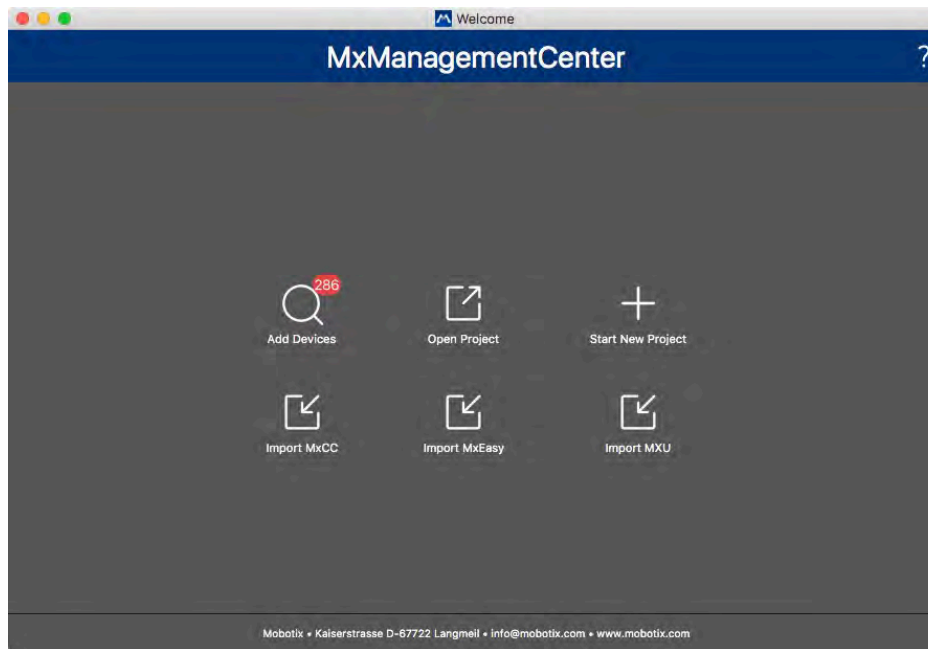 Welcome
MxManagementCenter ?
286
Add Devices Open Project Start New Project
Import MxCC Import MxEasy Import MXU
Mobotix • Kaiserstrasse D-67722 Langmeil • info@mobotix.com • www.mobotix.com